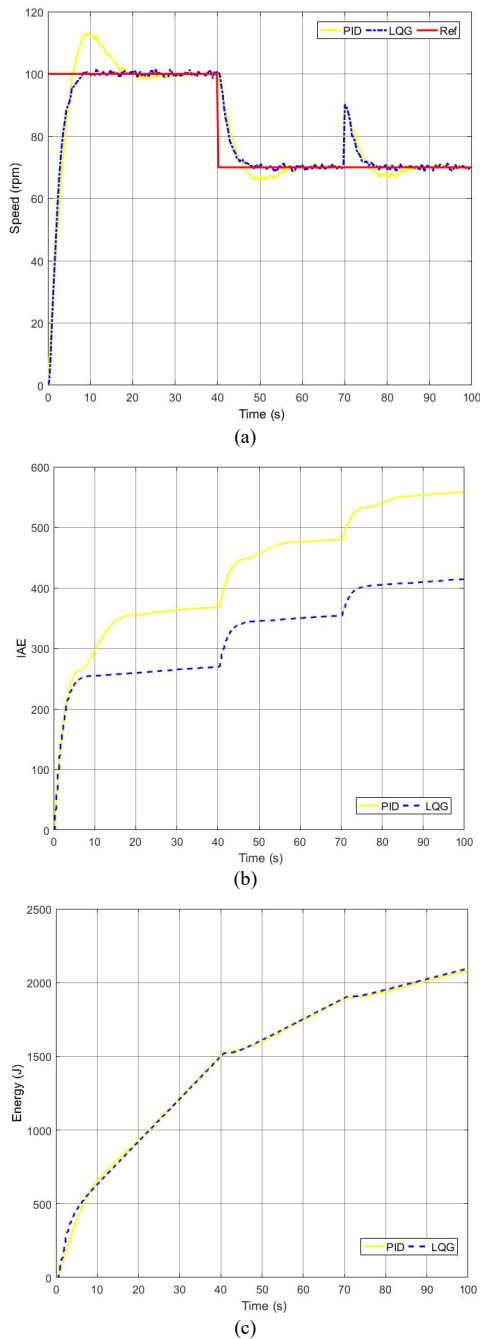 120
PID LQG Ref
100
80
Speed (rpm)
60
40
20
0
0 10 20 30 40 50 60 70 80 90 100
Time (s)
(a)
600
500
400
IAE
300
200
100
PID LQG
0
0 10 20 30 40 50 60 70 80 90 100
Time (s)
(b)
2500
2000
1500
Energy (J)
1000
500
PID LQG
0
0 10 20 30 40 50 60 70 80 90 100
Time (s)
(c)